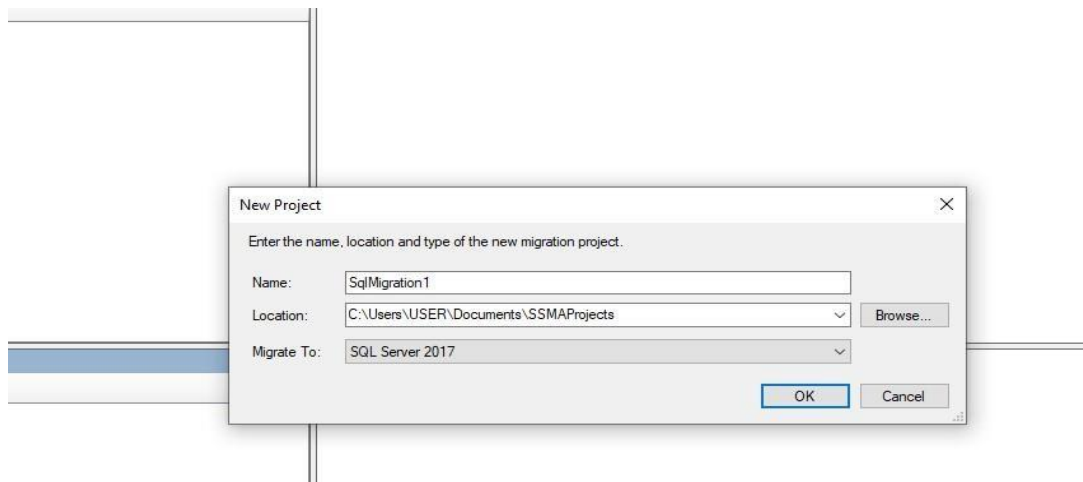 New Project
Enter the name, location and type of the new migration project.
Name: SqlMigration1
Location: C:\Users\USER\Documents\SSMAProjects Browse...
Migrate To: SQL Server 2017
OK Cancel